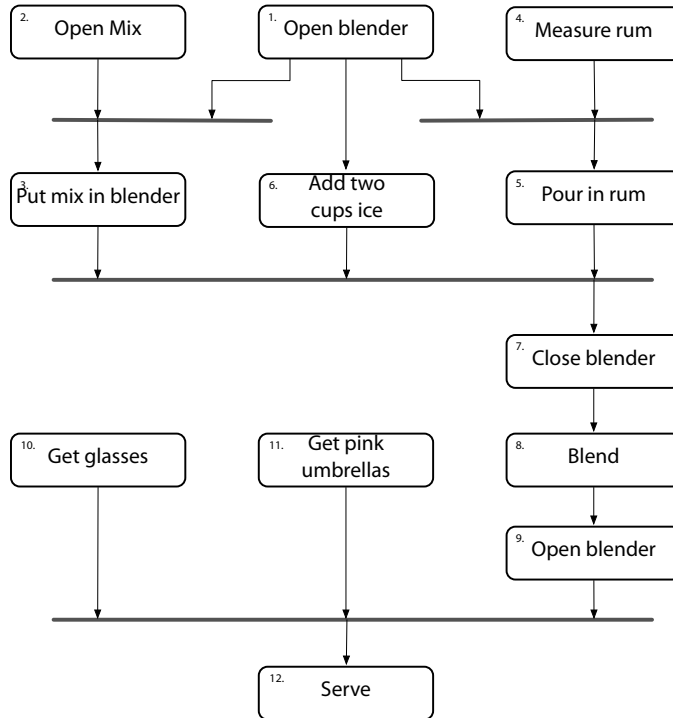 2. Open Mix
1. Open blender
4. Measure rum
3. Put mix in blender
6. Add two
cups ice
5. Pour in rum
7. Close blender
10. Get glasses
11. Get pink
umbrellas
8. Blend
9. Open blender
12. Serve